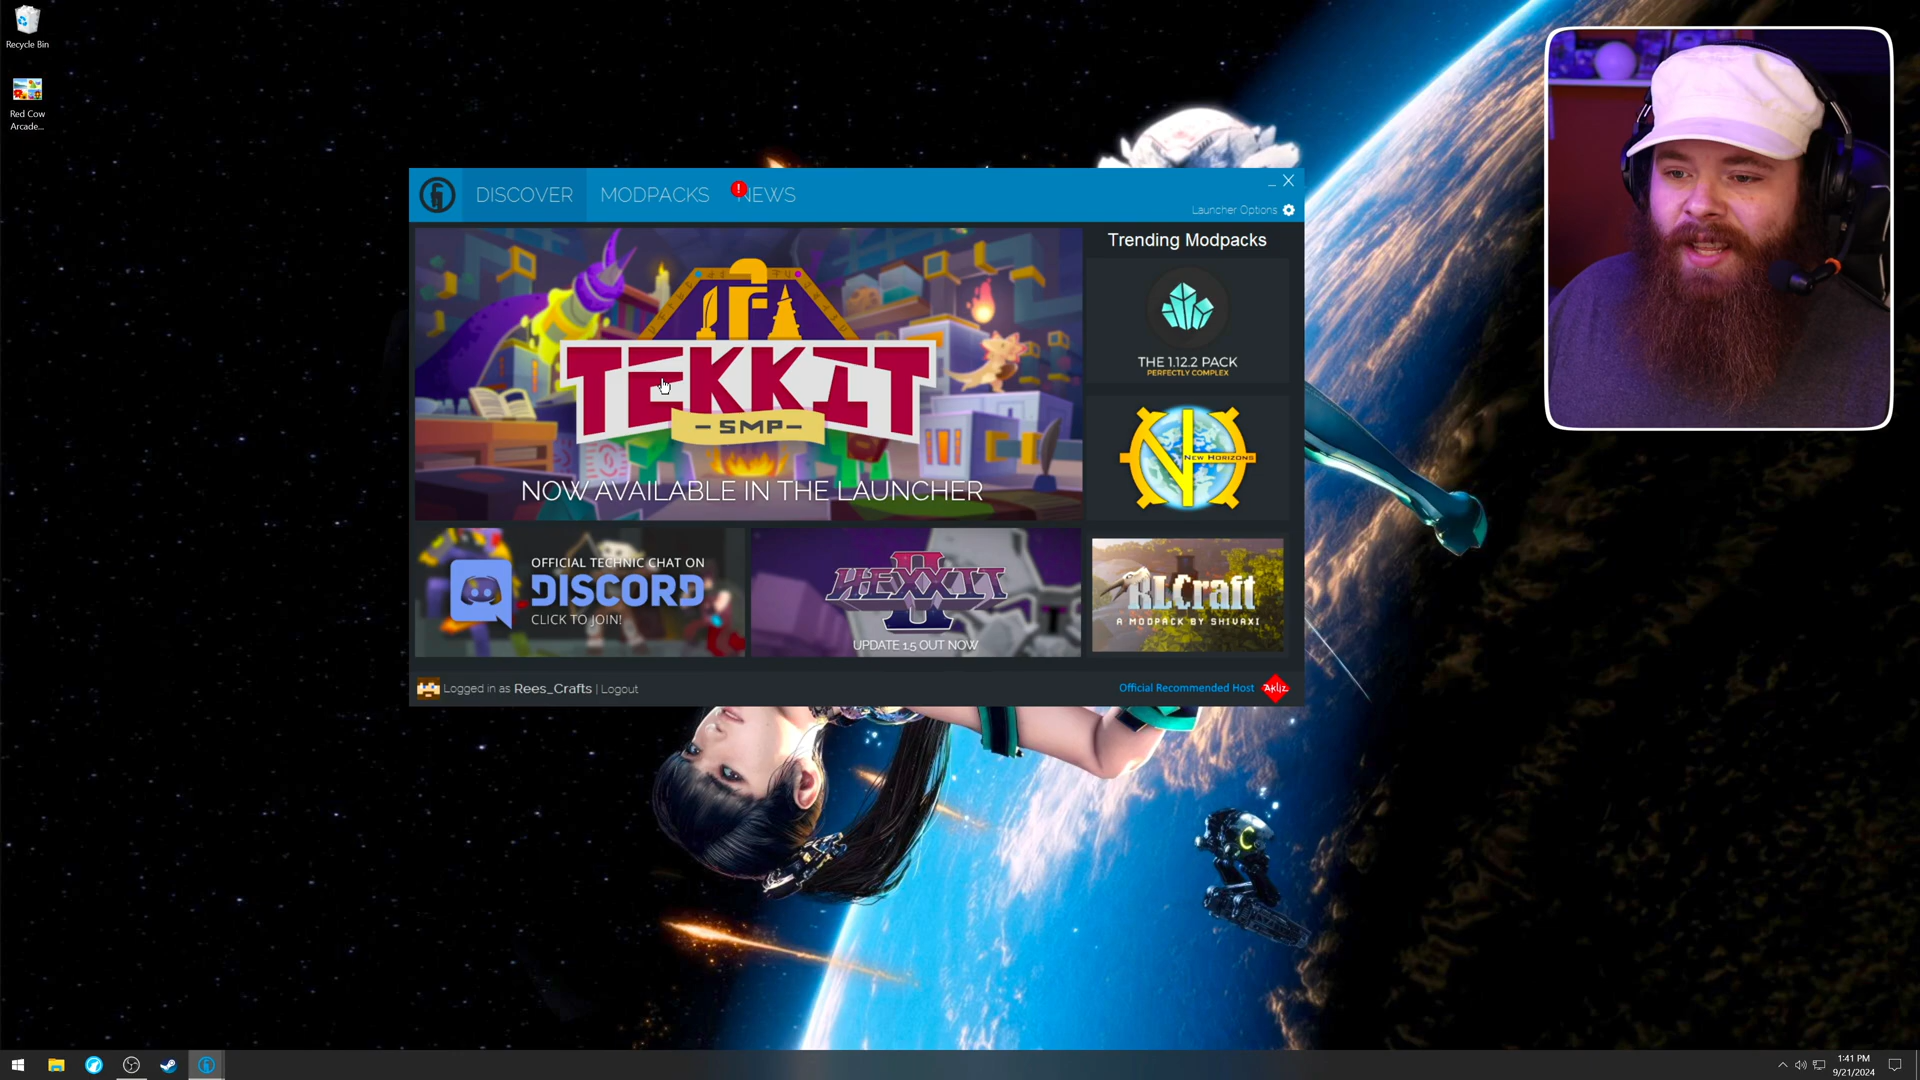 Recycle Bin
Red Cow
Arcade...
DISCOVER
MODPACKS
!
NEWS
Launcher Options
TEKKIT
-SMP-
NOW AVAILABLE IN THE LAUNCHER
Trending Modpacks
THE 1.12.2 PACK
PERFECTLY COMPLEX
NEW HORIZONS
OFFICIAL TECHNIC CHAT ON
DISCORD
CLICK TO JOIN!
HEXXIT
II
UPDATE 1.5 OUT NOW
RLCraft
A MODPACK BY SHIVAXI
Logged in as Rees_Crafts | Logout
Official Recommended Host
Akliz
1:41 PM
9/21/2024